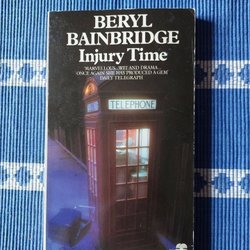 BERYL
BAINBRIDGE
Injury Time
'MARVELLOUS...WIT AND DRAMA...
ONCE AGAIN SHE HAS PRODUCED A GEM'
DAILY TELEGRAPH
TELEPHONE